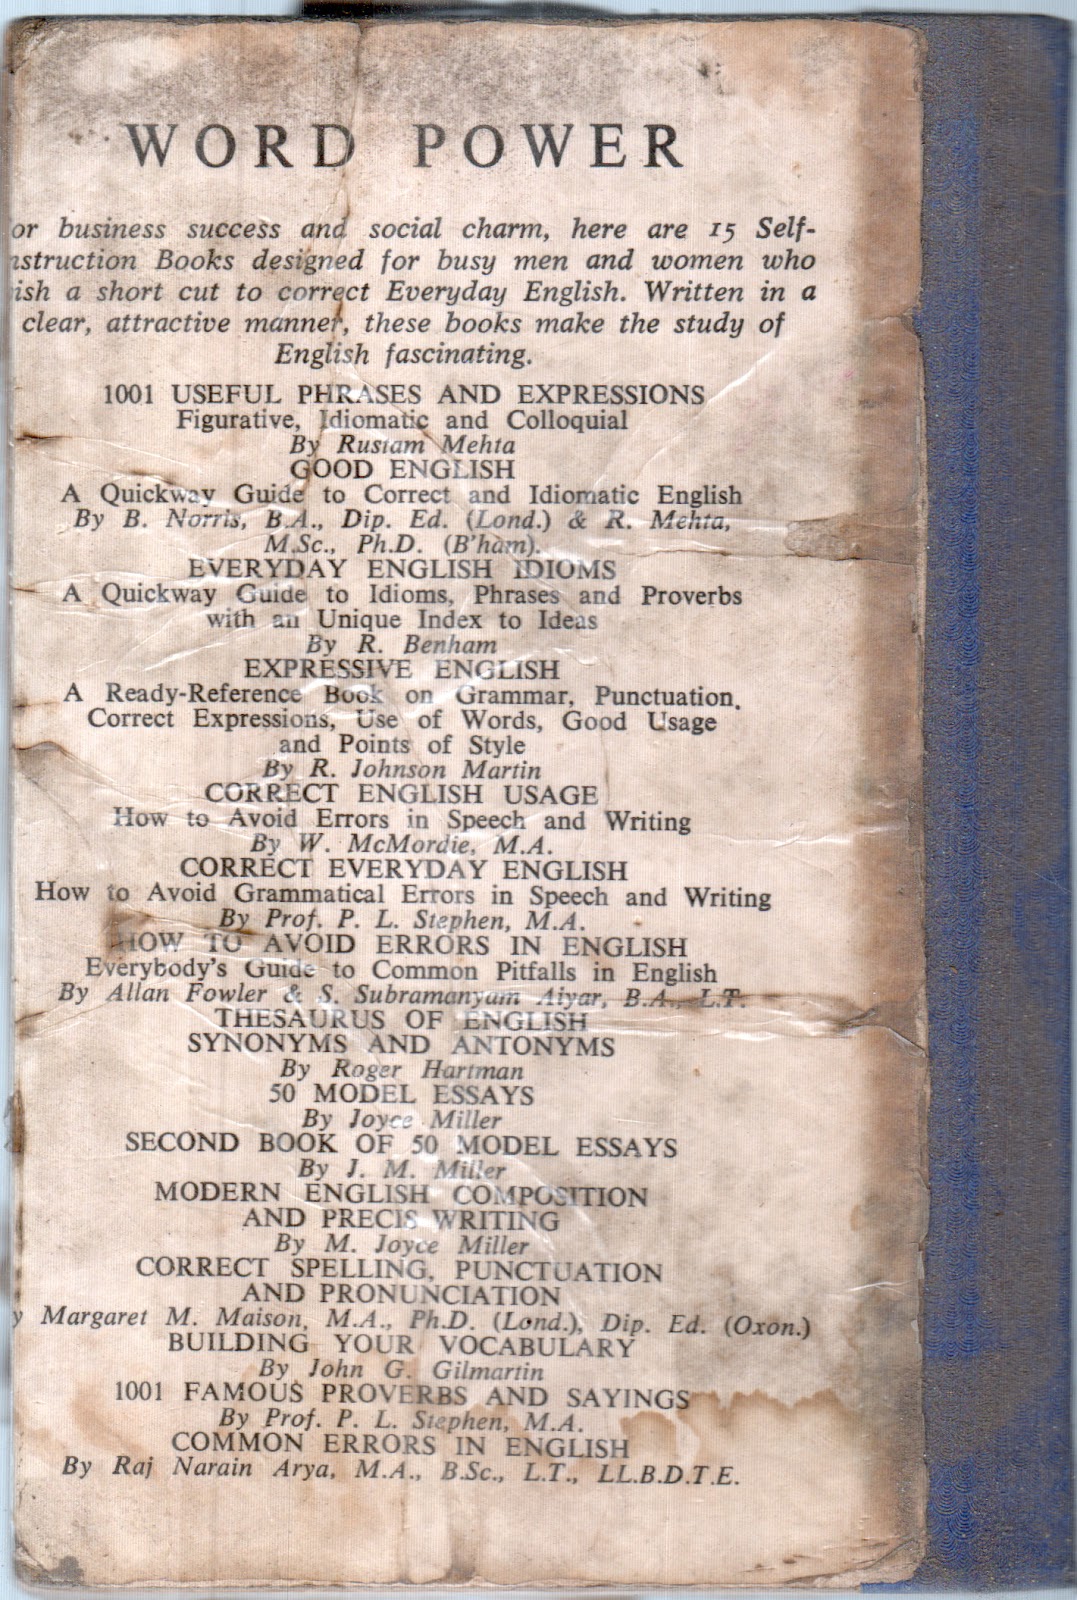 WORD POWER
or business success and social charm, here are 15 Self-
nstruction Books designed for busy men and women who
ish a short cut to correct Everyday English. Written in a
clear, attractive manner, these books make the study of
English fascinating.
1001 USEFUL PHRASES AND EXPRESSIONS
Figurative, Idiomatic and Colloquial
By Rustam Mehta
GOOD ENGLISH
A Quickway Guide to Correct and Idiomatic English
By B. Norris, B.A., Dip. Ed. (Lond.) & R. Mehta,
M.Sc., Ph.D. (B'ham).
EVERYDAY ENGLISH IDIOMS
A Quickway Guide to Idioms, Phrases and Proverbs
with an Unique Index to Ideas
By R. Benham
EXPRESSIVE ENGLISH
A Ready-Reference Book on Grammar, Punctuation,
Correct Expressions, Use of Words, Good Usage
and Points of Style
By R. Johnson Martin
CORRECT ENGLISH USAGE
How to Avoid Errors in Speech and Writing
By W. McMordie, M.A.
CORRECT EVERYDAY ENGLISH
How to Avoid Grammatical Errors in Speech and Writing
By Prof. P. L. Stephen, M.A.
HOW TO AVOID ERRORS IN ENGLISH
Everybody's Guide to Common Pitfalls in English
By Allan Fowler & S. Subramanyam Aiyar, B.A., L.T.
THESAURUS OF ENGLISH
SYNONYMS AND ANTONYMS
By Roger Hartman
50 MODEL ESSAYS
By Joyce Miller
SECOND BOOK OF 50 MODEL ESSAYS
By J. M. Miller
MODERN ENGLISH COMPOSITION
AND PRECIS WRITING
By M. Joyce Miller
CORRECT SPELLING, PUNCTUATION
AND PRONUNCIATION
y Margaret M. Maison, M.A., Ph.D. (Lond.), Dip. Ed. (Oxon.)
BUILDING YOUR VOCABULARY
By John G. Gilmartin
1001 FAMOUS PROVERBS AND SAYINGS
By Prof. P. L. Stephen, M.A.
COMMON ERRORS IN ENGLISH
By Raj Narain Arya, M.A., B.Sc., L.T., LL.B.D.T.E.